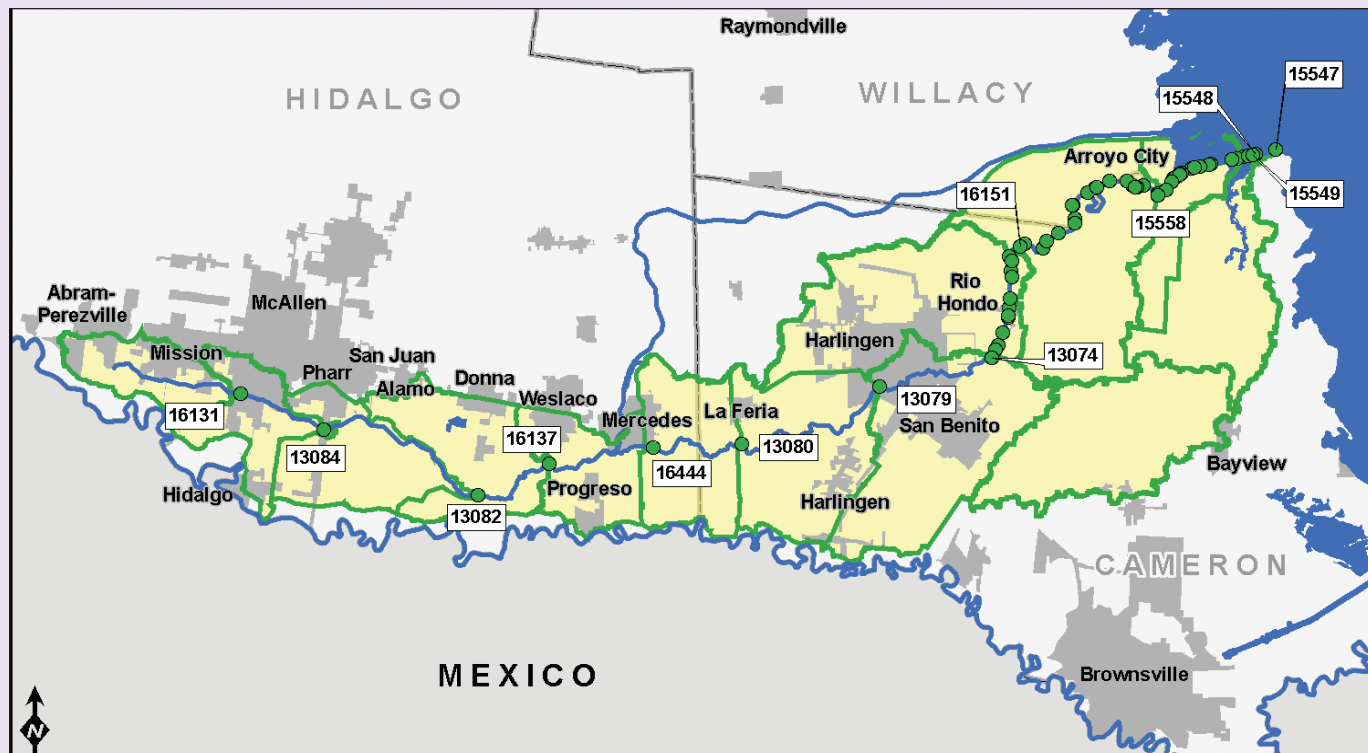 Raymondville
15547
HIDALGO
WILLACY
15548
Arroyo City
15549
16151
15558
Abram-
Perezville
McAllen
Rio
Hondo
Mission
San Juan
Harlingen
Pharr
Alamo
Donna
13074
Weslaco
16131
13079
Mercedes
La Feria
San Benito
16137
13084
13080
16444
Bayview
Hidalgo
Progreso
Harlingen
13082
CAMERON
MEXICO
Brownsville
N